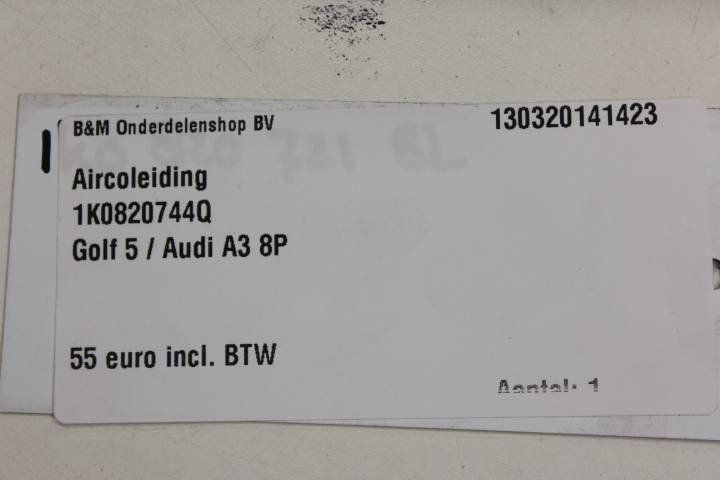 B&M Onderdelenshop BV 130320141423
Aircoleiding
1K0820744Q
Golf 5 / Audi A3 8P
55 euro incl. BTW
Aantal: 1